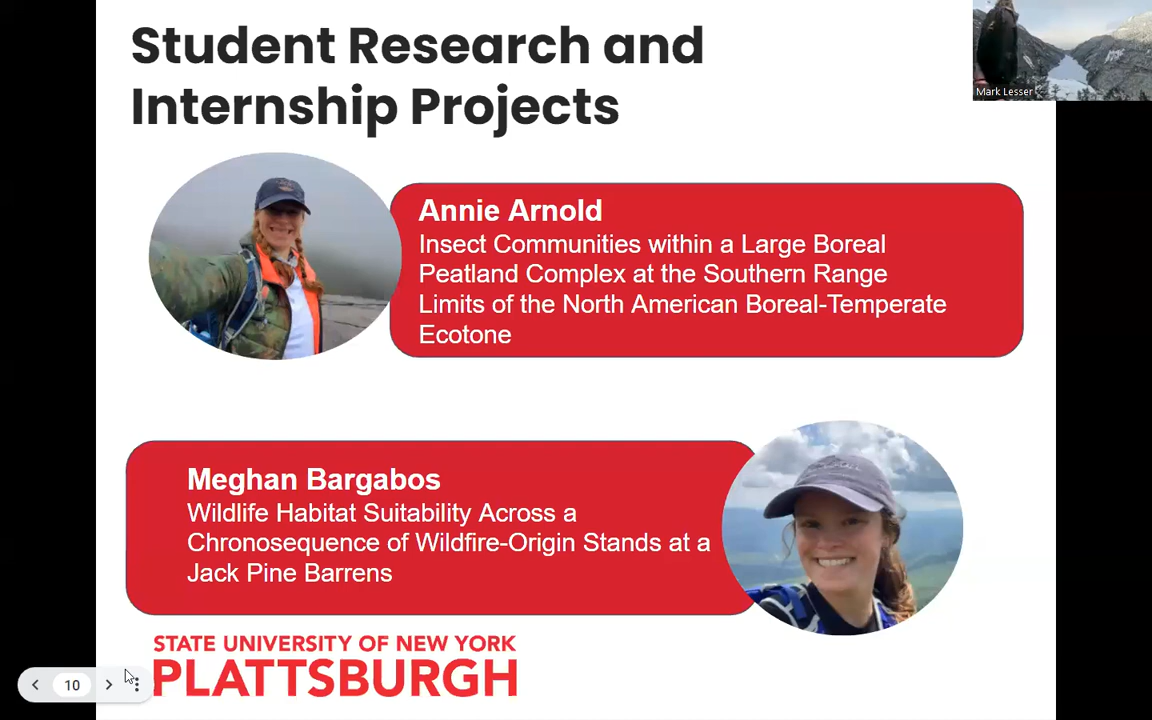 Student Research and
Internship Projects
Mark Lesser
Annie Arnold
Insect Communities within a Large Boreal
Peatland Complex at the Southern Range
Limits of the North American Boreal-Temperate
Ecotone
Meghan Bargabos
Wildlife Habitat Suitability Across a
Chronosequence of Wildfire-Origin Stands at a
Jack Pine Barrens
STATE UNIVERSITY OF NEW YORK
PLATTSBURGH
10